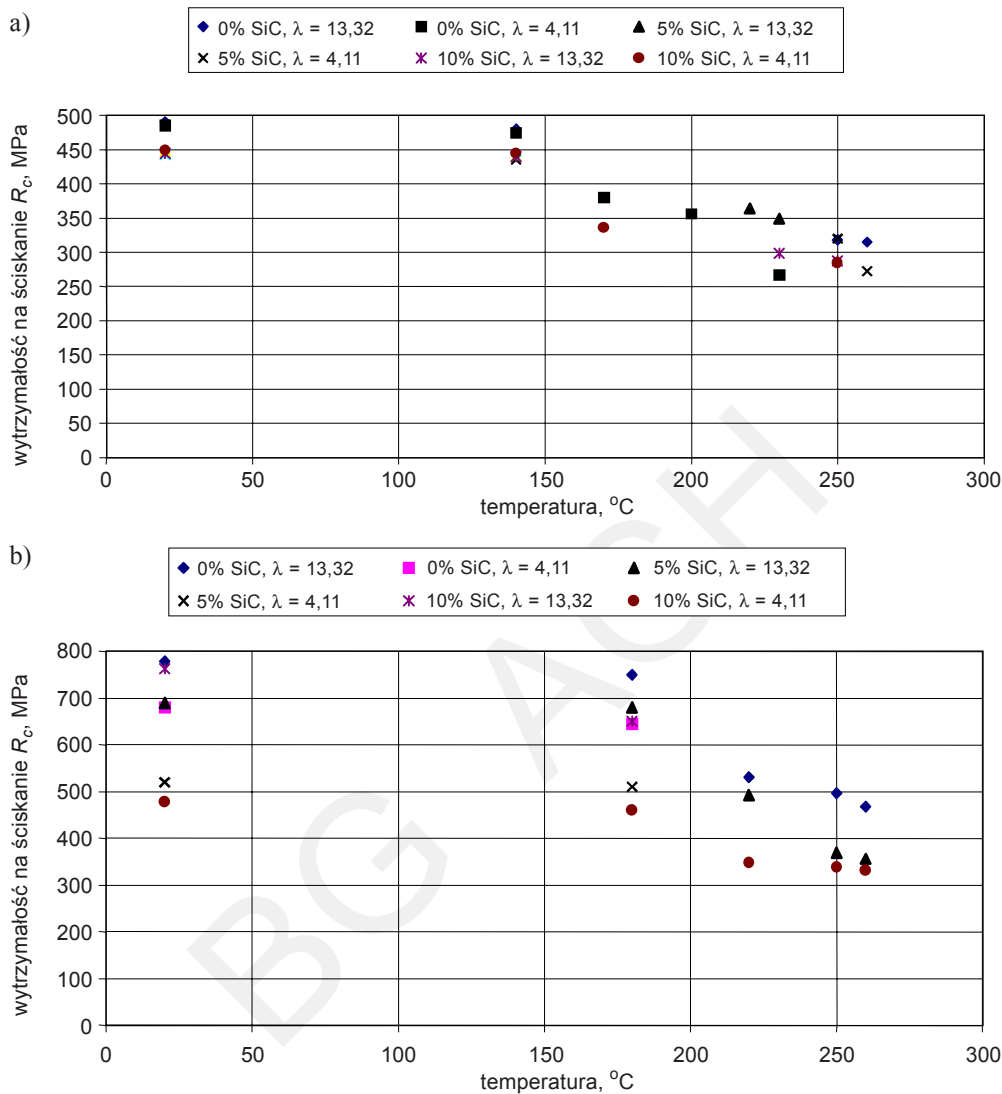 a)
0% SiC, λ = 13,32 0% SiC, λ = 4,11 5% SiC, λ = 13,32
5% SiC, λ = 4,11 10% SiC, λ = 13,32 10% SiC, λ = 4,11
wytrzymałość na ściskanie Rc, MPa
500
450
400
350
300
250
200
150
100
50
0
0 50 100 150 200 250 300
temperatura, °C
b)
0% SiC, λ = 13,32 0% SiC, λ = 4,11 5% SiC, λ = 13,32
5% SiC, λ = 4,11 10% SiC, λ = 13,32 10% SiC, λ = 4,11
wytrzymałość na ściskanie Rc, MPa
800
700
600
500
400
300
200
100
0
0 50 100 150 200 250 300
temperatura, °C
BG ACH